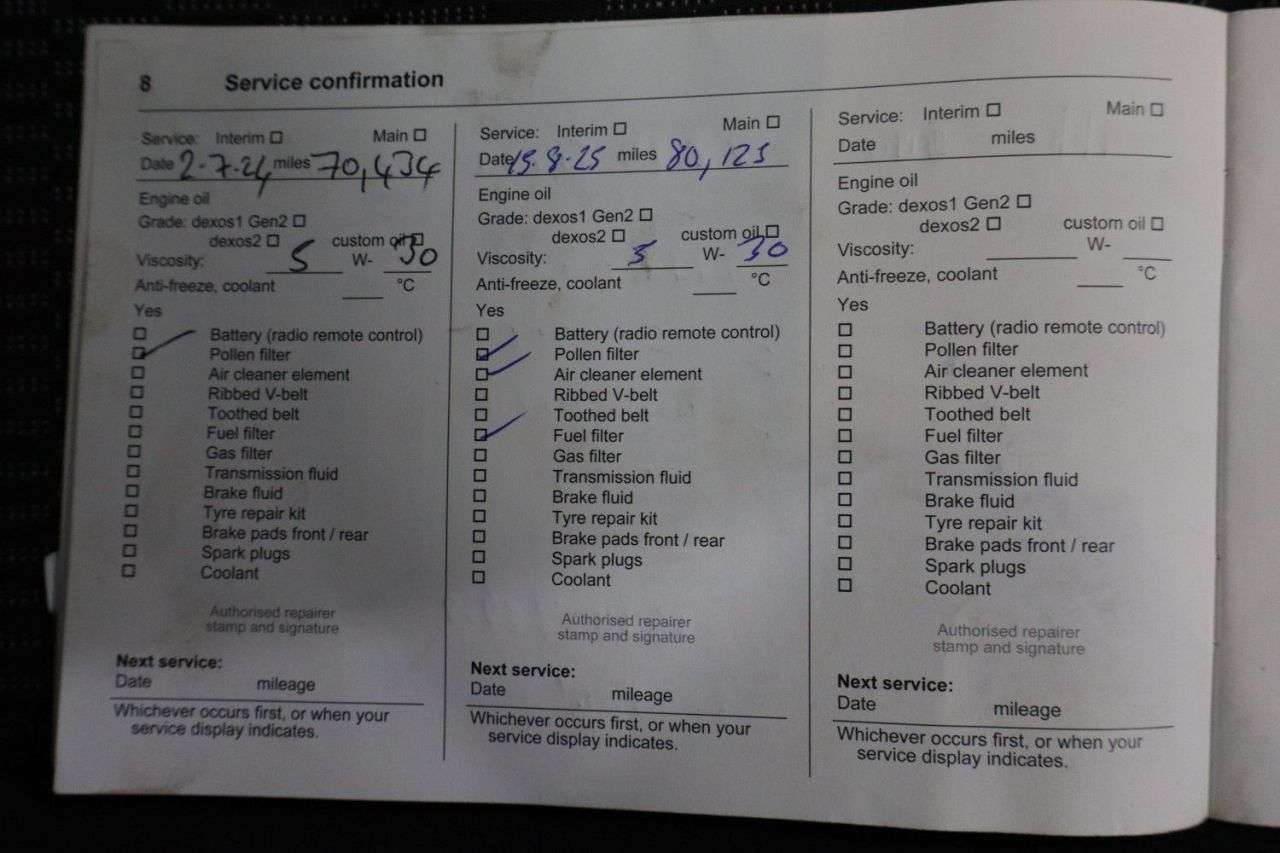 8 Service confirmation
Service: Interim ☐ Main ☐
Date 2-7-24 miles 70,434
Engine oil
Grade: dexos1 Gen2 ☐
dexos2 ☐ custom oil ☐
Viscosity: 5 W- 30
Anti-freeze, coolant ___ °C
Yes
☐ Battery (radio remote control)
☑ Pollen filter
☐ Air cleaner element
☐ Ribbed V-belt
☐ Toothed belt
☐ Fuel filter
☐ Gas filter
☐ Transmission fluid
☐ Brake fluid
☐ Tyre repair kit
☐ Brake pads front / rear
☐ Spark plugs
☐ Coolant
Authorised repairer
stamp and signature
Next service:
Date mileage
Whichever occurs first, or when your
service display indicates.
Service: Interim ☐ Main ☐
Date 15.8.25 miles 80,125
Engine oil
Grade: dexos1 Gen2 ☐
dexos2 ☐ custom oil ☐
Viscosity: 5 W- 30
Anti-freeze, coolant ___ °C
Yes
☐ Battery (radio remote control)
☑ Pollen filter
☑ Air cleaner element
☐ Ribbed V-belt
☐ Toothed belt
☑ Fuel filter
☐ Gas filter
☐ Transmission fluid
☐ Brake fluid
☐ Tyre repair kit
☐ Brake pads front / rear
☐ Spark plugs
☐ Coolant
Authorised repairer
stamp and signature
Next service:
Date mileage
Whichever occurs first, or when your
service display indicates.
Service: Interim ☐ Main ☐
Date miles
Engine oil
Grade: dexos1 Gen2 ☐
dexos2 ☐ custom oil ☐
Viscosity: ___ W- ___
Anti-freeze, coolant ___ °C
Yes
☐ Battery (radio remote control)
☐ Pollen filter
☐ Air cleaner element
☐ Ribbed V-belt
☐ Toothed belt
☐ Fuel filter
☐ Gas filter
☐ Transmission fluid
☐ Brake fluid
☐ Tyre repair kit
☐ Brake pads front / rear
☐ Spark plugs
☐ Coolant
Authorised repairer
stamp and signature
Next service:
Date mileage
Whichever occurs first, or when your
service display indicates.